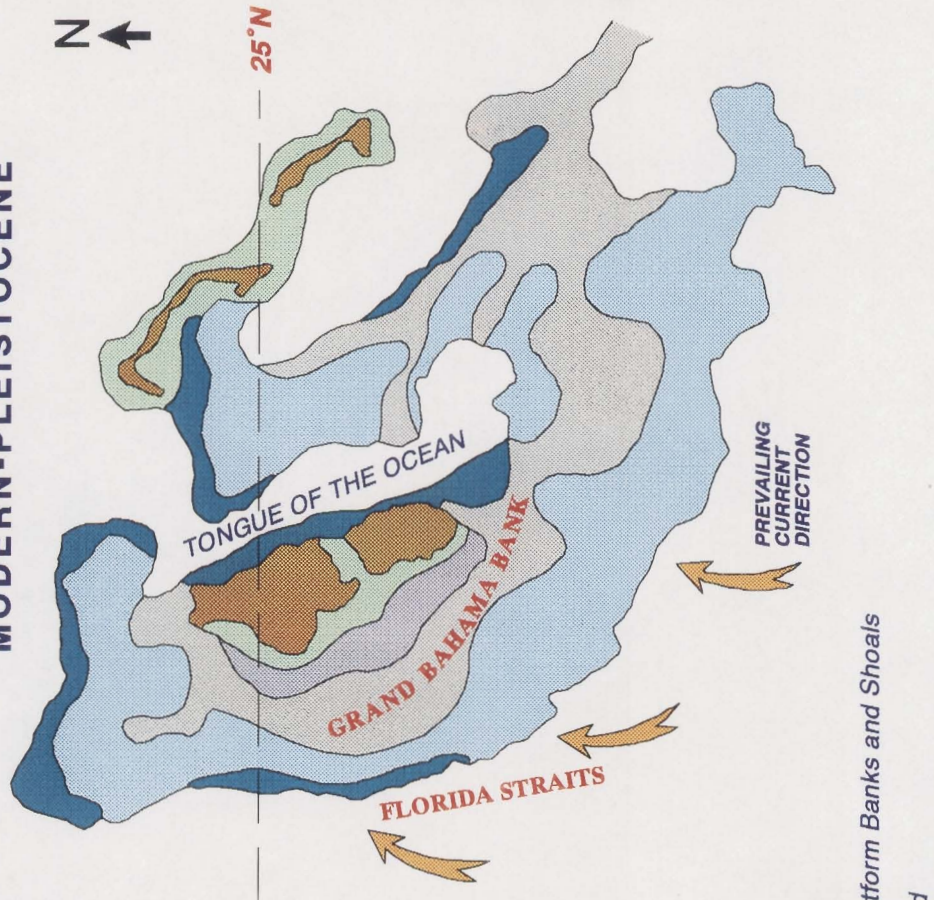 MODERN-PLEISTOCENE
N
25°N
TONGUE OF THE OCEAN
GRAND BAHAMA BANK
FLORIDA STRAITS
PREVAILING
CURRENT
DIRECTION
tform Banks and Shoals
d